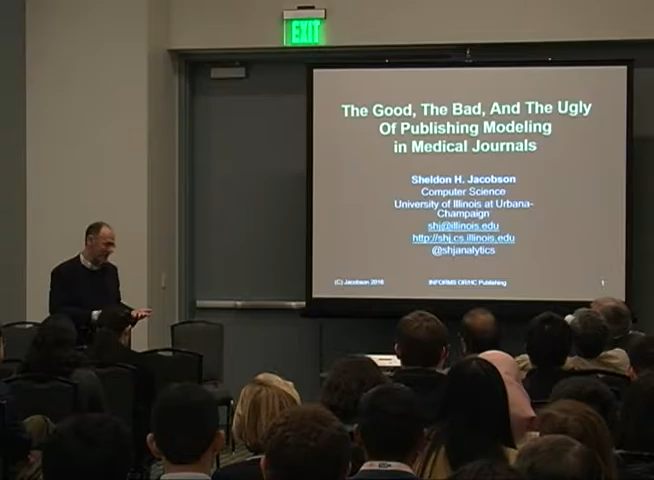 EXIT
The Good, The Bad, And The Ugly
Of Publishing Modeling
in Medical Journals
Sheldon H. Jacobson
Computer Science
University of Illinois at Urbana-
Champaign
shj@illinois.edu
http://shj.cs.illinois.edu
@shjanalytics
(C) Jacobson 2016
INFORMS OR/HC Publishing
1